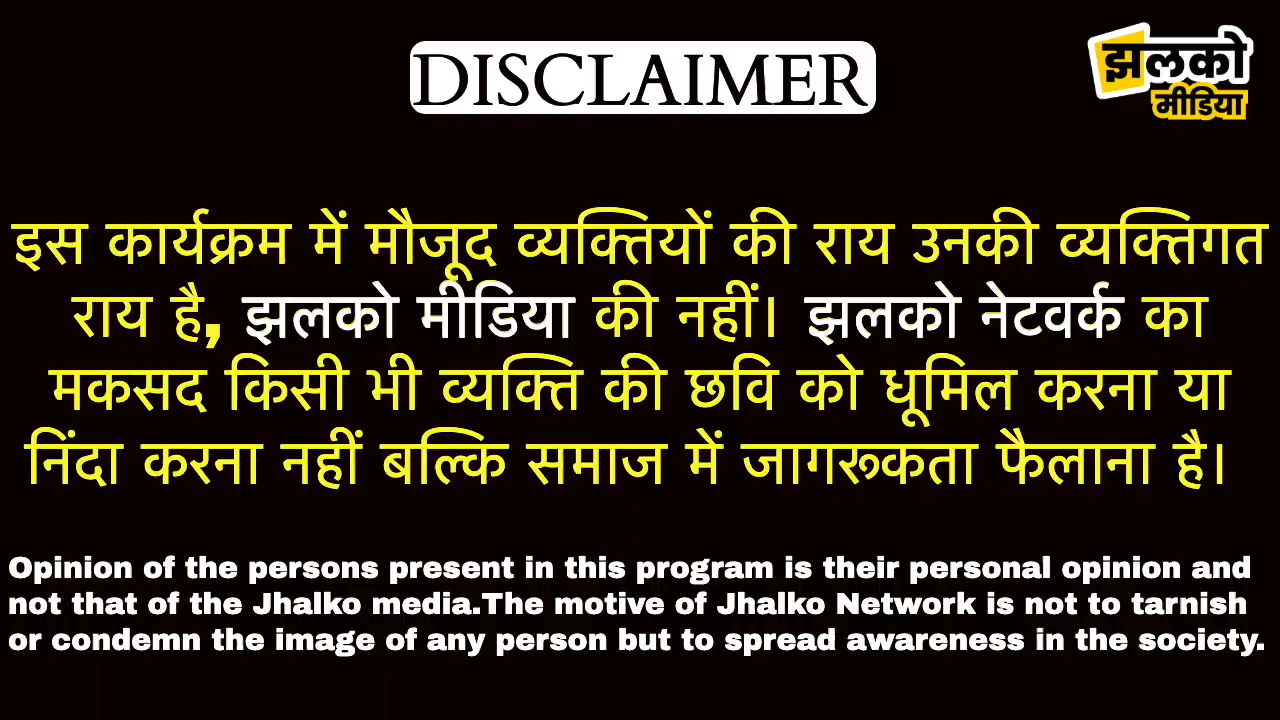 DISCLAIMER
झलको
मीडिया
इस कार्यक्रम में मौजूद व्यक्तियों की राय उनकी व्यक्तिगत
राय है, झलको मीडिया की नहीं। झलको नेटवर्क का
मकसद किसी भी व्यक्ति की छवि को धूमिल करना या
निंदा करना नहीं बल्कि समाज में जागरूकता फैलाना है।
Opinion of the persons present in this program is their personal opinion and
not that of the Jhalko media.The motive of Jhalko Network is not to tarnish
or condemn the image of any person but to spread awareness in the society.